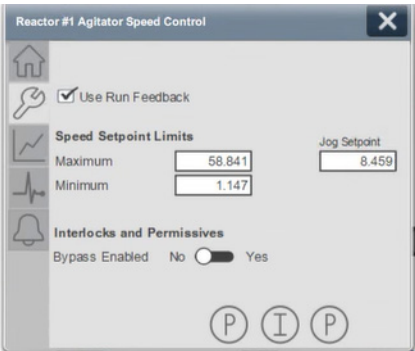 Reactor #1 Agitator Speed Control
Use Run Feedback
Speed Setpoint Limits
Jog Setpoint
Maximum 58.841 8.459
Minimum 1.147
Interlocks and Permissives
Bypass Enabled No Yes
P I P